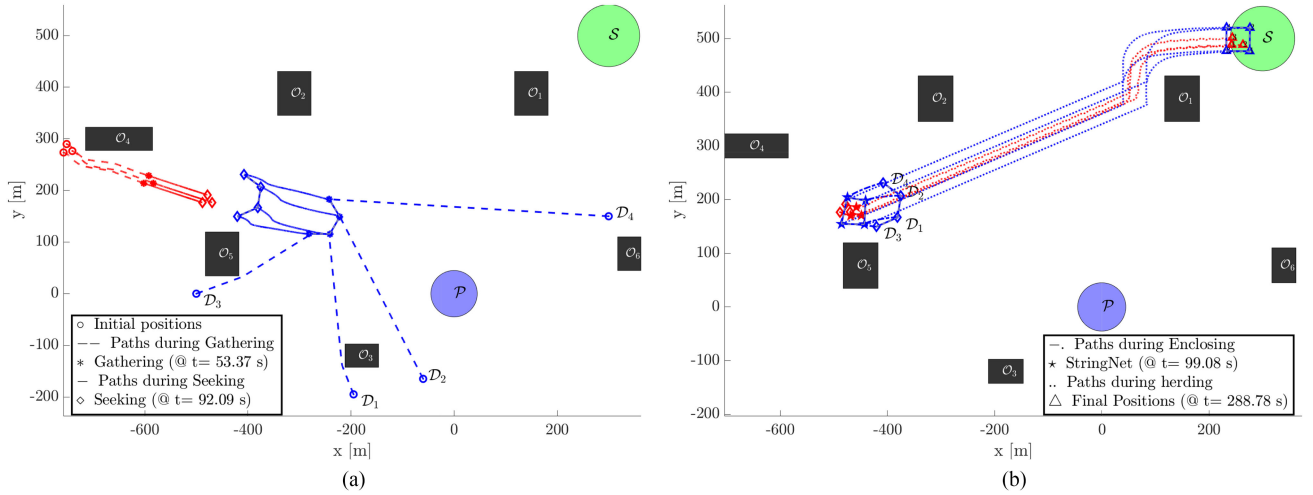 500
400
300
200
100
0
-100
-200
y [m]
-600
-400
-200
0
200
x [m]
S
O₁
O₂
O₄
O₅
O₆
O₃
P
D₄
D₃
D₂
D₁
Initial positions
Paths during Gathering
Gathering (@ t= 53.37 s)
Paths during Seeking
Seeking (@ t= 92.09 s)
(a)
500
400
300
200
100
0
-100
-200
y [m]
-600
-400
-200
0
200
x [m]
S
O₂
O₁
O₄
D₄
D₂
D₁
D₃
O₅
O₆
P
O₃
Paths during Enclosing
StringNet (@ t= 99.08 s)
Paths during herding
Final Positions (@ t= 288.78 s)
(b)